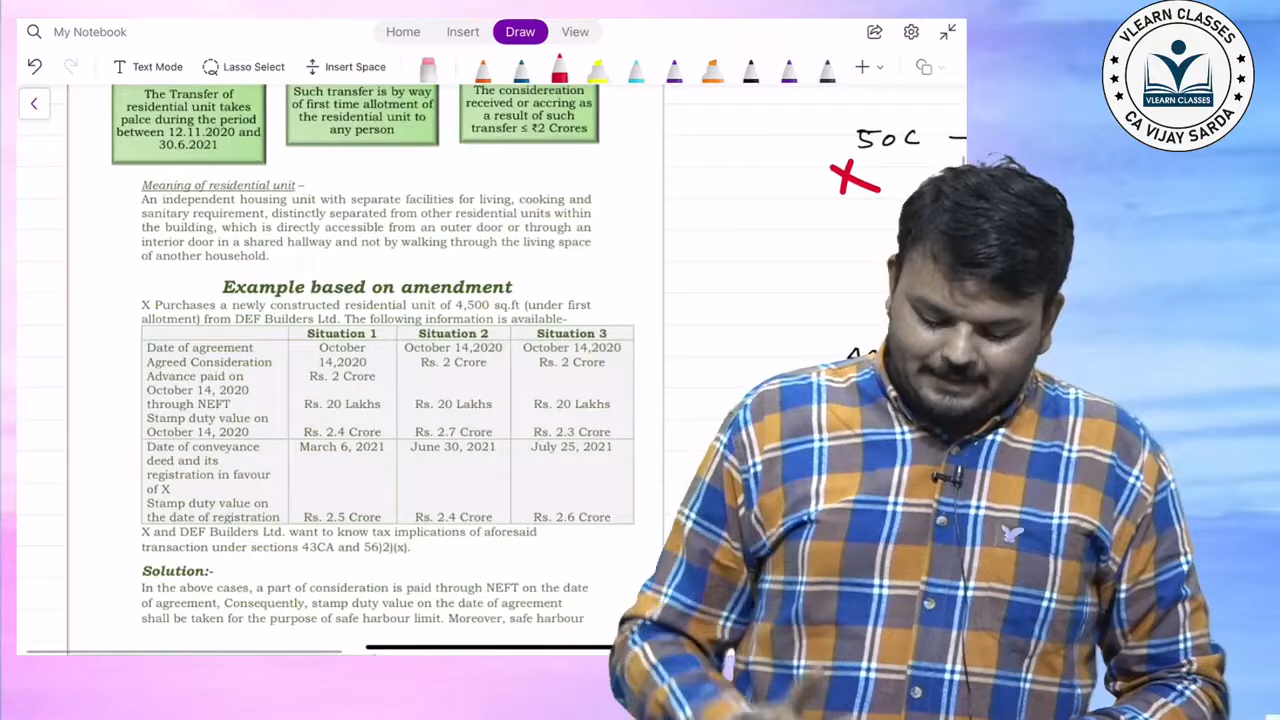 My Notebook
Home Insert Draw View
Text Mode Lasso Select Insert Space
The Transfer of
residential unit takes
palce during the period
between 12.11.2020 and
30.6.2021
Such transfer is by way
of first time allotment of
the residential unit to
any person
The considereation
received or accring as
a result of such
transfer ≤ ₹2 Crores
50C –
Meaning of residential unit –
An independent housing unit with separate facilities for living, cooking and
sanitary requirement, distinctly separated from other residential units within
the building, which is directly accessible from an outer door or through an
interior door in a shared hallway and not by walking through the living space
of another household.
Example based on amendment
X Purchases a newly constructed residential unit of 4,500 sq.ft (under first
allotment) from DEF Builders Ltd. The following information is available-
Situation 1 Situation 2 Situation 3
Date of agreement October October 14,2020 October 14,2020
Agreed Consideration 14,2020 Rs. 2 Crore Rs. 2 Crore
Advance paid on Rs. 2 Crore
October 14, 2020
through NEFT Rs. 20 Lakhs Rs. 20 Lakhs Rs. 20 Lakhs
Stamp duty value on
October 14, 2020 Rs. 2.4 Crore Rs. 2.7 Crore Rs. 2.3 Crore
Date of conveyance March 6, 2021 June 30, 2021 July 25, 2021
deed and its
registration in favour
of X
Stamp duty value on
the date of registration Rs. 2.5 Crore Rs. 2.4 Crore Rs. 2.6 Crore
X and DEF Builders Ltd. want to know tax implications of aforesaid
transaction under sections 43CA and 56)2)(x).
Solution:-
In the above cases, a part of consideration is paid through NEFT on the date
of agreement, Consequently, stamp duty value on the date of agreement
shall be taken for the purpose of safe harbour limit. Moreover, safe harbour
VLEARN CLASSES
VLEARN CLASSES
CA VIJAY SARDA